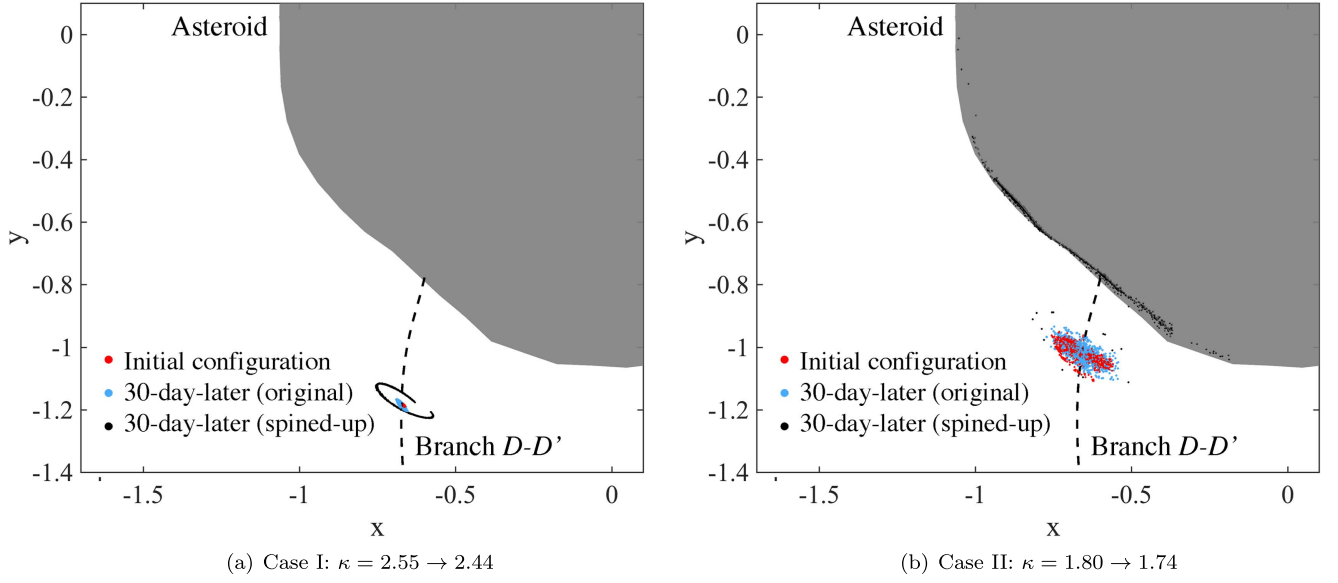 Asteroid
0
-0.2
-0.4
-0.6
-0.8
-1
-1.2
-1.4
y
Initial configuration
30-day-later (original)
30-day-later (spined-up)
Branch D-D’
-1.5
-1
-0.5
0
x
(a) Case I: κ = 2.55 → 2.44
Asteroid
0
-0.2
-0.4
-0.6
-0.8
-1
-1.2
-1.4
y
Initial configuration
30-day-later (original)
30-day-later (spined-up)
Branch D-D’
-1.5
-1
-0.5
0
x
(b) Case II: κ = 1.80 → 1.74